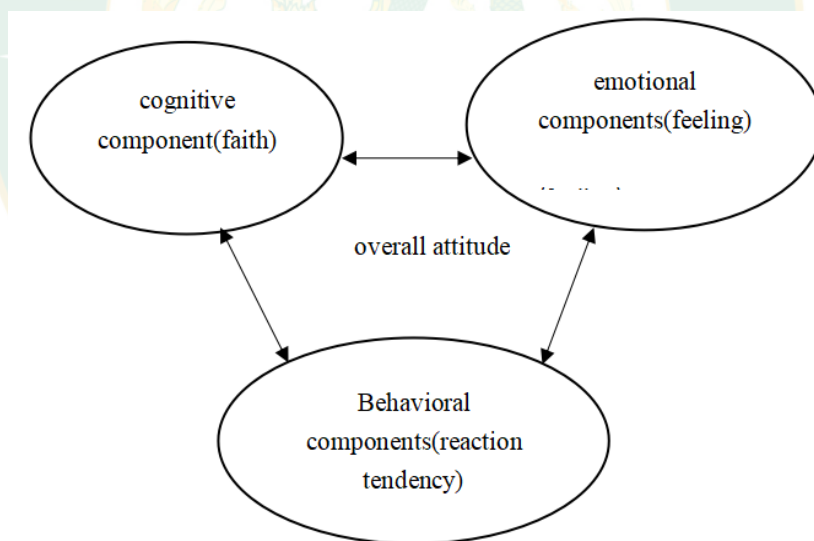 cognitive
component(faith)
emotional
components(feeling)
overall attitude
Behavioral
components(reaction
tendency)